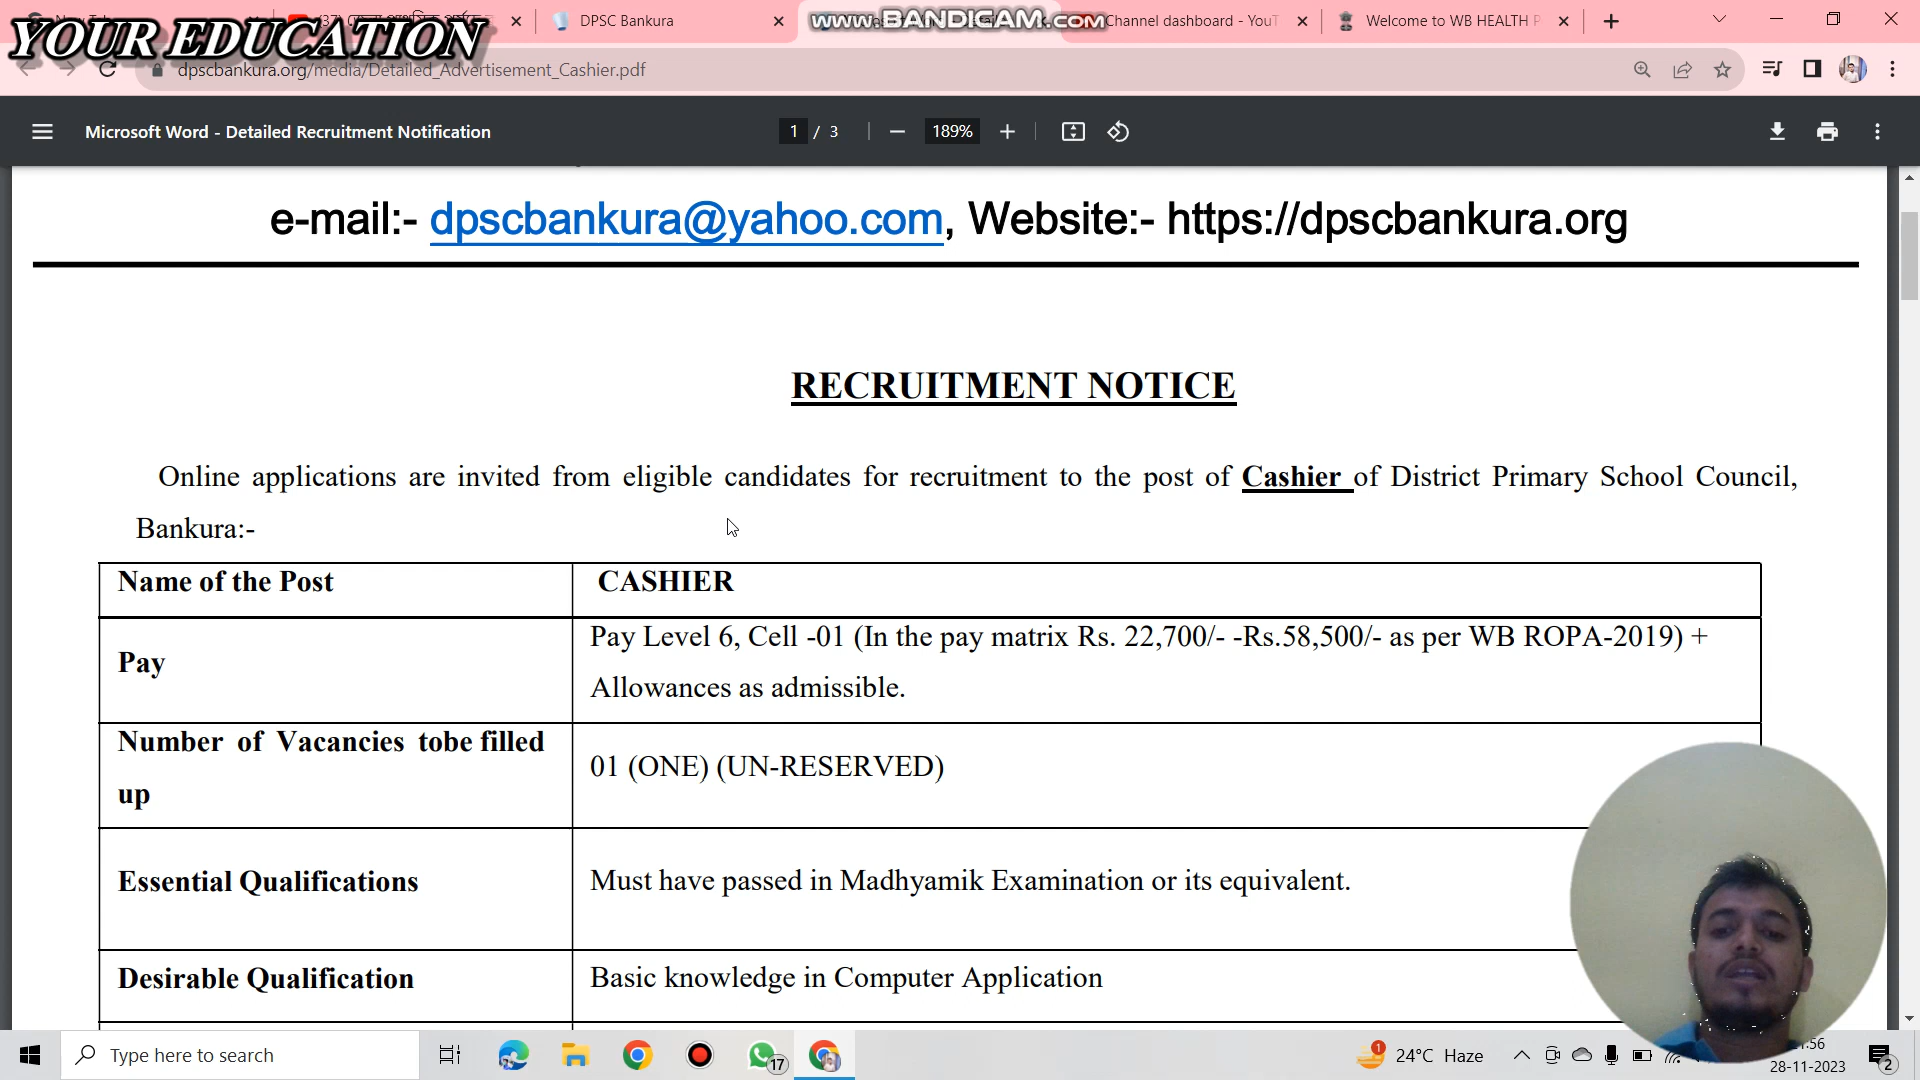 YOUR EDUCATION
DPSC Bankura
www.BANDICAM.com
Channel dashboard - YouT
Welcome to WB HEALTH P
dpscbankura.org/media/Detailed_Advertisement_Cashier.pdf
Microsoft Word - Detailed Recruitment Notification
1 / 3
189%
e-mail:- dpscbankura@yahoo.com, Website:- https://dpscbankura.org
RECRUITMENT NOTICE
Online applications are invited from eligible candidates for recruitment to the post of Cashier of District Primary School Council,
Bankura:-
Name of the Post
CASHIER
Pay
Pay Level 6, Cell -01 (In the pay matrix Rs. 22,700/- -Rs.58,500/- as per WB ROPA-2019) +
Allowances as admissible.
Number of Vacancies tobe filled
up
01 (ONE) (UN-RESERVED)
Essential Qualifications
Must have passed in Madhyamik Examination or its equivalent.
Desirable Qualification
Basic knowledge in Computer Application
Type here to search
17
1
24°C Haze
28-11-2023
2